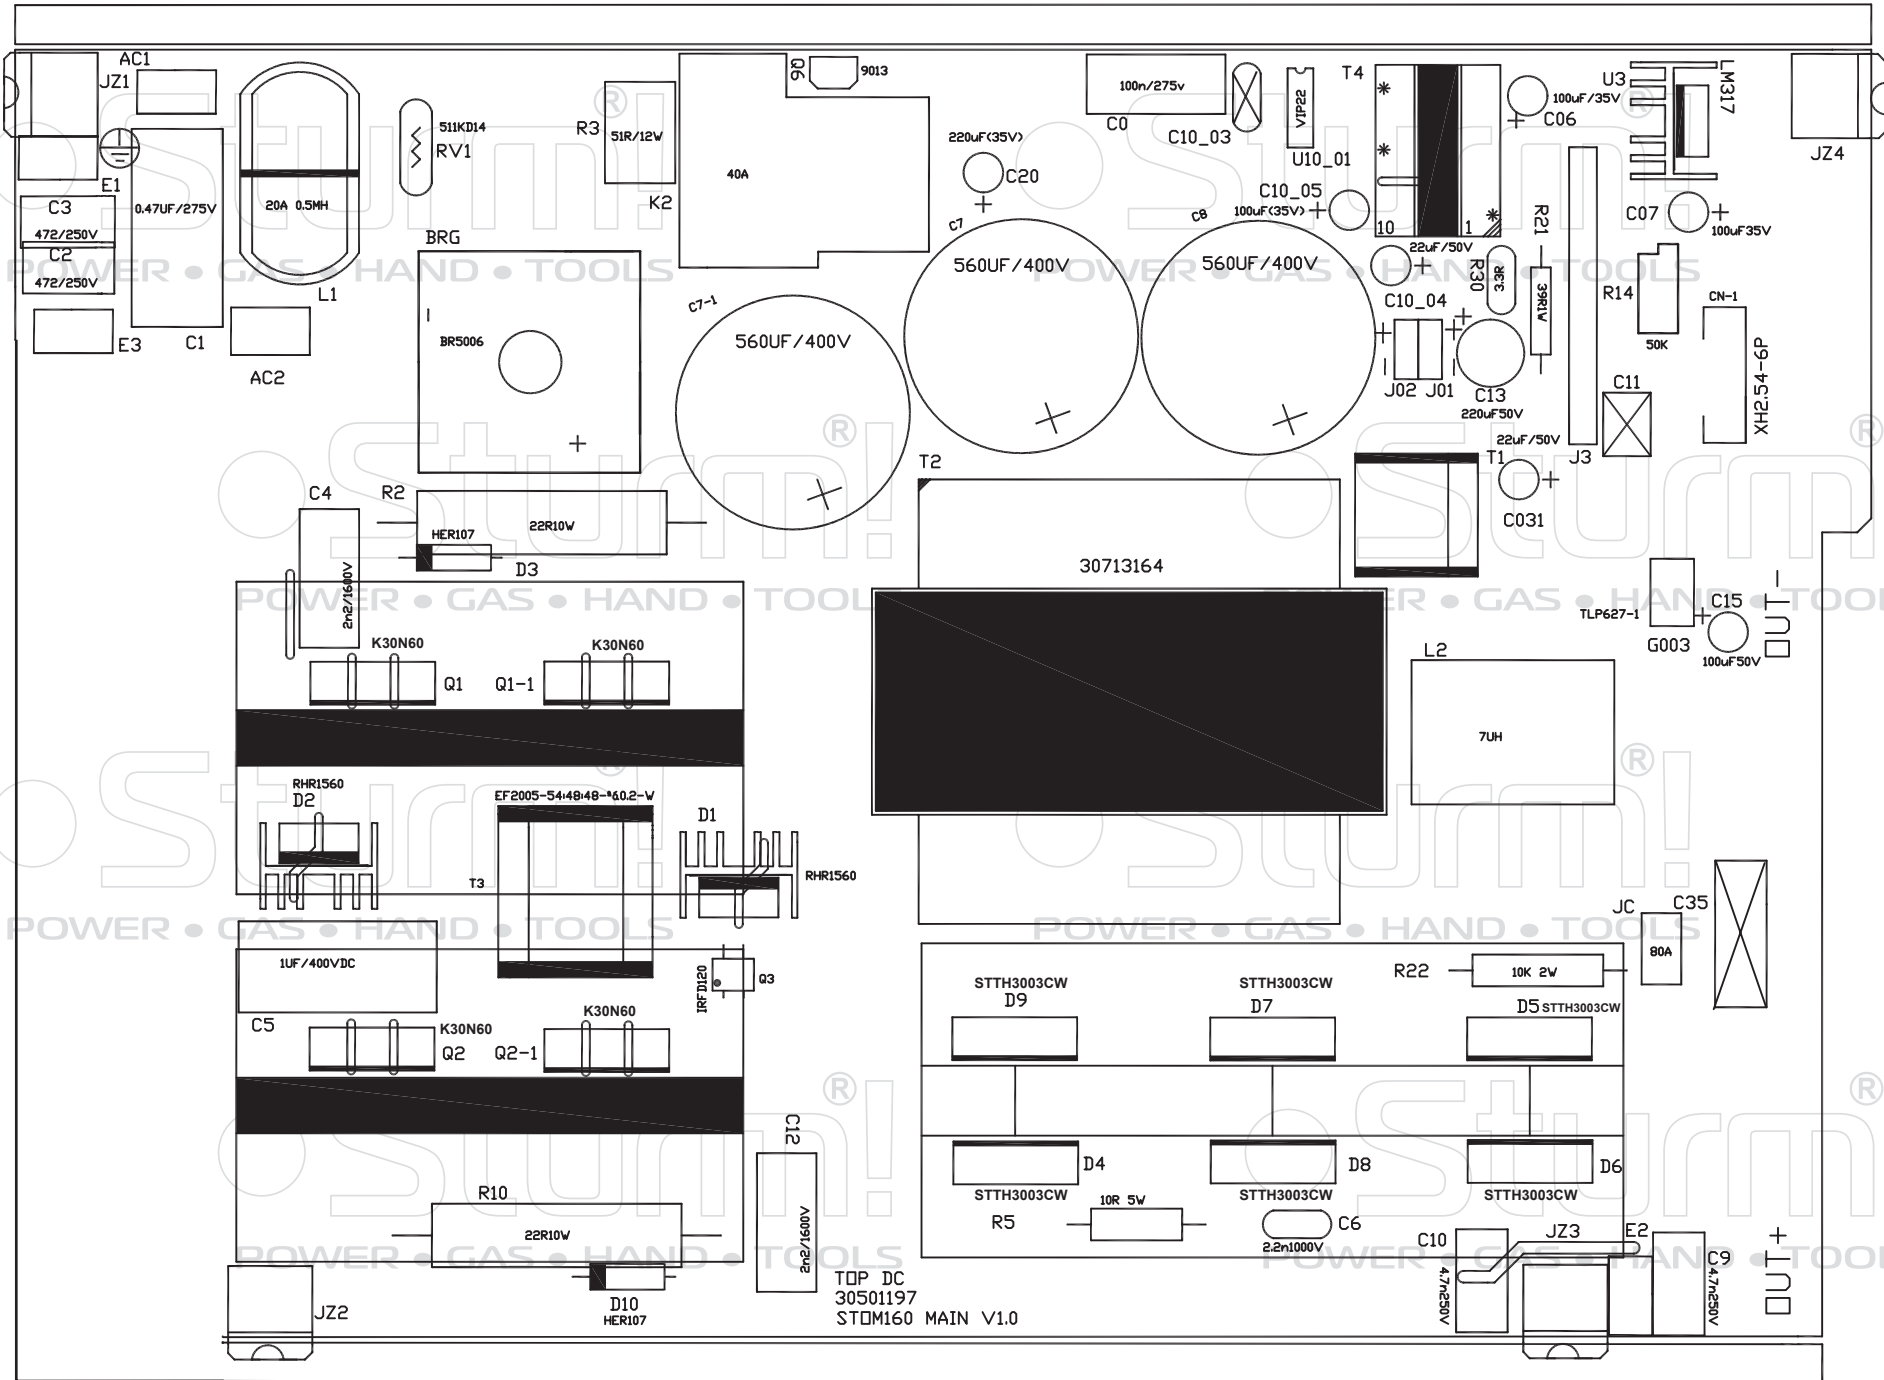 AC1
JZ1
E1
C3
472/250V
C2
472/250V
E3
0.47UF/275V
C1
20A 0.5MH
L1
AC2
511KD14
RV1
R3
51R/12W
K2
40A
Q6
9013
BRG
BR5006
C7-1
560UF/400V
220uF(35V)
C20
C7
560UF/400V
C8
560UF/400V
100n/275v
C0
C10_03
VIP22
U10_01
C10_05
100uF(35V)
T4
10
1
22uF/50V
C10_04
100uF/35V
C06
U3
LM317
JZ4
C07
100uF35V
R21
39R1W
R30
3.3R
R14
50K
CN-1
XH2.54-6P
J02
J01
C13
220uF50V
22uF/50V
J3
C11
T1
C031
T2
30713164
R2
22R10W
HER107
D3
C4
2n2/1600V
K30N60
Q1
K30N60
Q1-1
TLP627-1
G003
C15
100uF50V
OUT-
L2
7UH
RHR1560
D2
T3
D1
RHR1560
1UF/400VDC
C5
IRFD120
Q3
K30N60
Q2
K30N60
Q2-1
JC
80A
C35
R22
10K 2W
STTH3003CW
D9
STTH3003CW
D7
D5 STTH3003CW
D4
STTH3003CW
D8
STTH3003CW
D6
STTH3003CW
R5
10R 5W
C6
2.2n1000V
C12
2n2/1600V
R10
22R10W
D10
HER107
JZ2
TOP DC
30501197
STOM160 MAIN V1.0
C10
4.7n250V
JZ3
E2
C9
4.7n250V
OUT+
Sturm!®
POWER • GAS • HAND • TOOLS